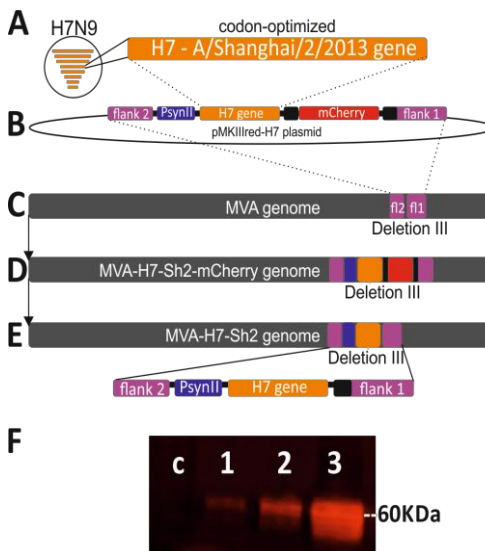 A
H7N9
codon-optimized
H7 - A/Shanghai/2/2013 gene
B
flank 2 PsynII H7 gene mCherry flank 1
pMKIIIred-H7 plasmid
C
MVA genome fl2 fl1
Deletion III
D
MVA-H7-Sh2-mCherry genome
Deletion III
E
MVA-H7-Sh2 genome
Deletion III
flank 2 PsynII H7 gene flank 1
F
c 1 2 3
--60KDa